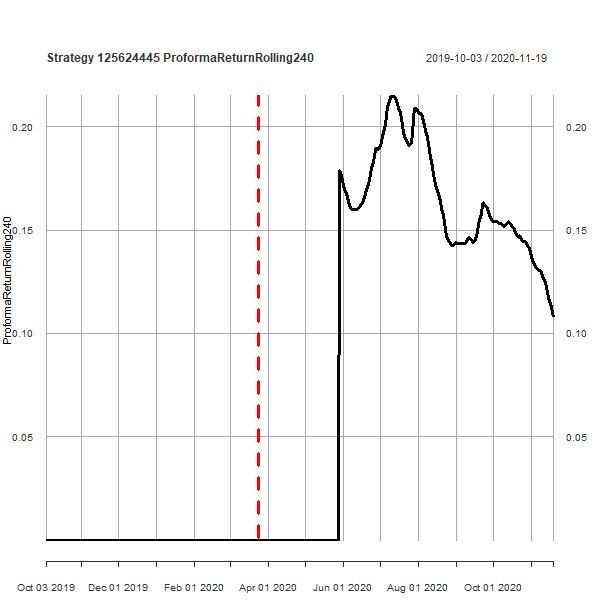 Strategy 125624445 ProformaReturnRolling240
2019-10-03 / 2020-11-19
ProformaReturnRolling240
0.20 0.20
0.15 0.15
0.10 0.10
0.05 0.05
Oct 03 2019 Dec 01 2019 Feb 01 2020 Apr 01 2020 Jun 01 2020 Aug 01 2020 Oct 01 2020